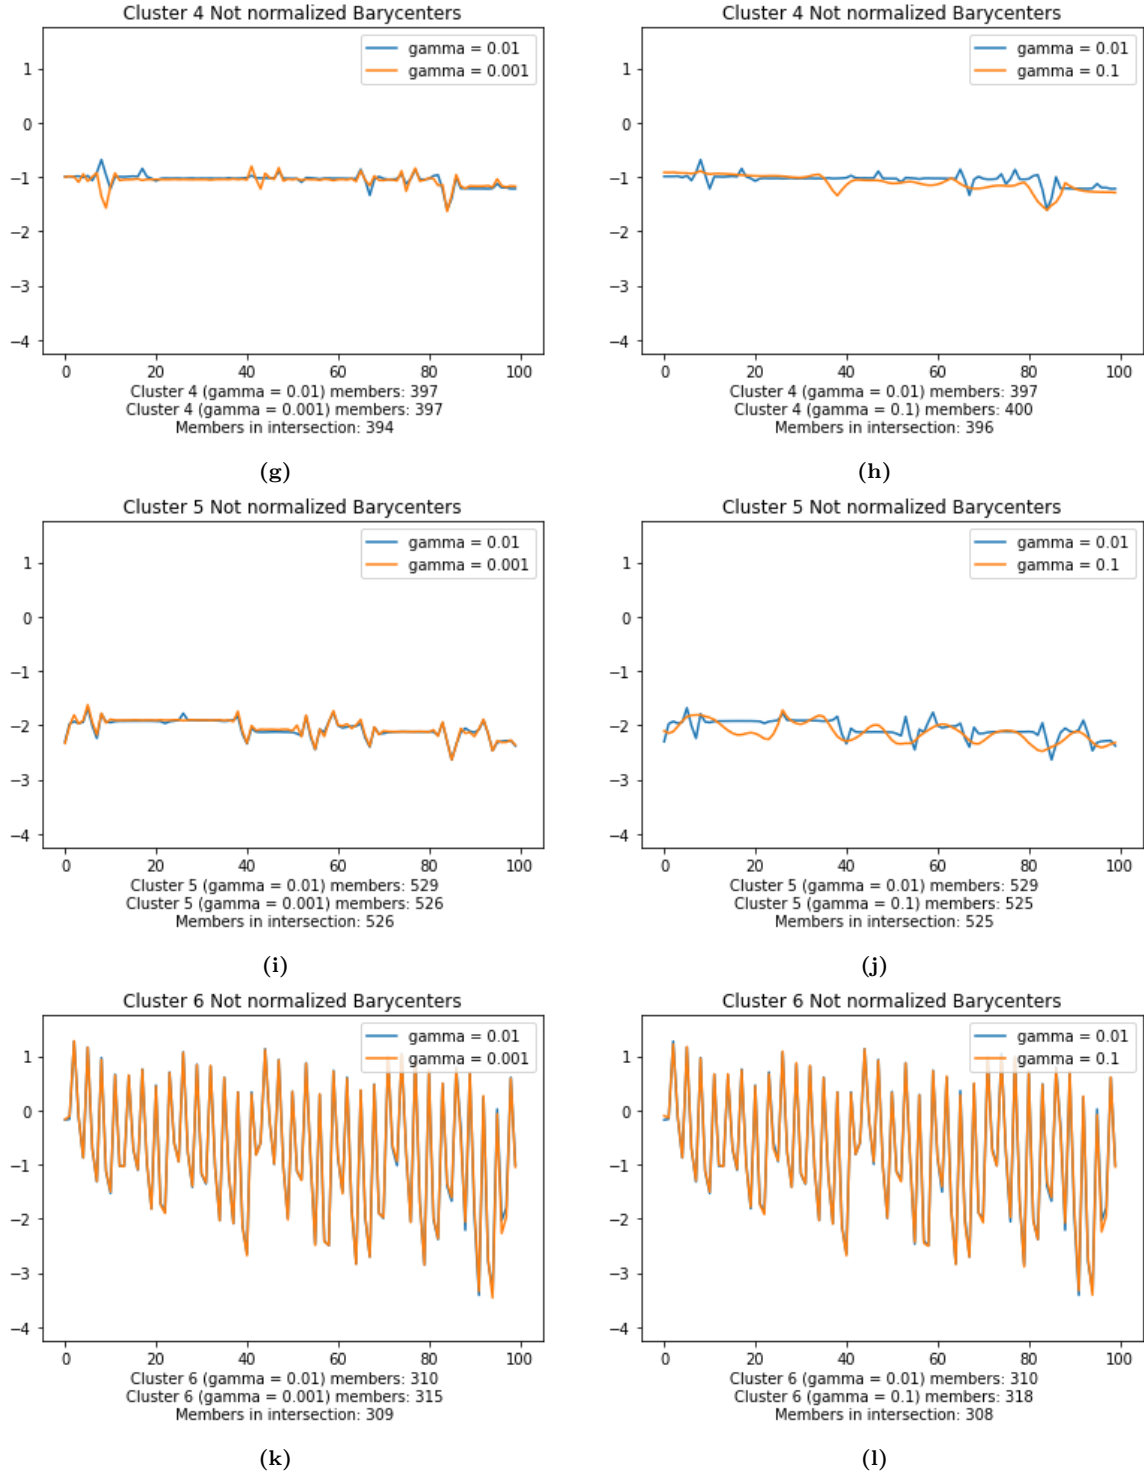 Cluster 4 Not normalized Barycenters
gamma = 0.01
gamma = 0.001
1
0
−1
−2
−3
−4
0 20 40 60 80 100
Cluster 4 (gamma = 0.01) members: 397
Cluster 4 (gamma = 0.001) members: 397
Members in intersection: 394
(g)
Cluster 4 Not normalized Barycenters
gamma = 0.01
gamma = 0.1
1
0
−1
−2
−3
−4
0 20 40 60 80 100
Cluster 4 (gamma = 0.01) members: 397
Cluster 4 (gamma = 0.1) members: 400
Members in intersection: 396
(h)
Cluster 5 Not normalized Barycenters
gamma = 0.01
gamma = 0.001
1
0
−1
−2
−3
−4
0 20 40 60 80 100
Cluster 5 (gamma = 0.01) members: 529
Cluster 5 (gamma = 0.001) members: 526
Members in intersection: 526
(i)
Cluster 5 Not normalized Barycenters
gamma = 0.01
gamma = 0.1
1
0
−1
−2
−3
−4
0 20 40 60 80 100
Cluster 5 (gamma = 0.01) members: 529
Cluster 5 (gamma = 0.1) members: 525
Members in intersection: 525
(j)
Cluster 6 Not normalized Barycenters
gamma = 0.01
gamma = 0.001
1
0
−1
−2
−3
−4
0 20 40 60 80 100
Cluster 6 (gamma = 0.01) members: 310
Cluster 6 (gamma = 0.001) members: 315
Members in intersection: 309
(k)
Cluster 6 Not normalized Barycenters
gamma = 0.01
gamma = 0.1
1
0
−1
−2
−3
−4
0 20 40 60 80 100
Cluster 6 (gamma = 0.01) members: 310
Cluster 6 (gamma = 0.1) members: 318
Members in intersection: 308
(l)